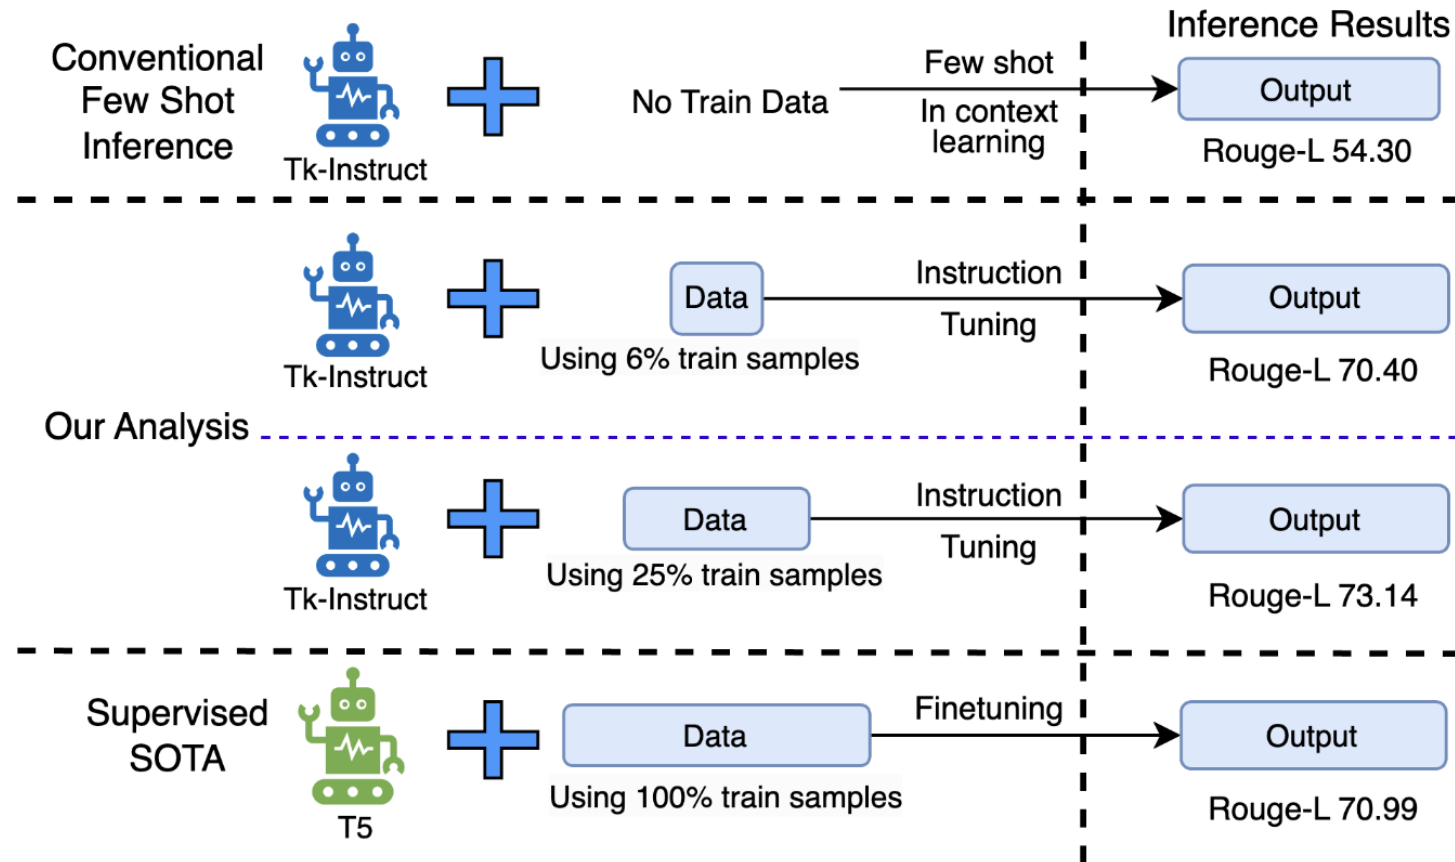 Inference Results
Conventional
Few Shot
Inference
Tk-Instruct
No Train Data
Few shot
In context
learning
Output
Rouge-L 54.30
Our Analysis
Tk-Instruct
Data
Using 6% train samples
Instruction
Tuning
Output
Rouge-L 70.40
Tk-Instruct
Data
Using 25% train samples
Instruction
Tuning
Output
Rouge-L 73.14
Supervised
SOTA
T5
Data
Using 100% train samples
Finetuning
Output
Rouge-L 70.99